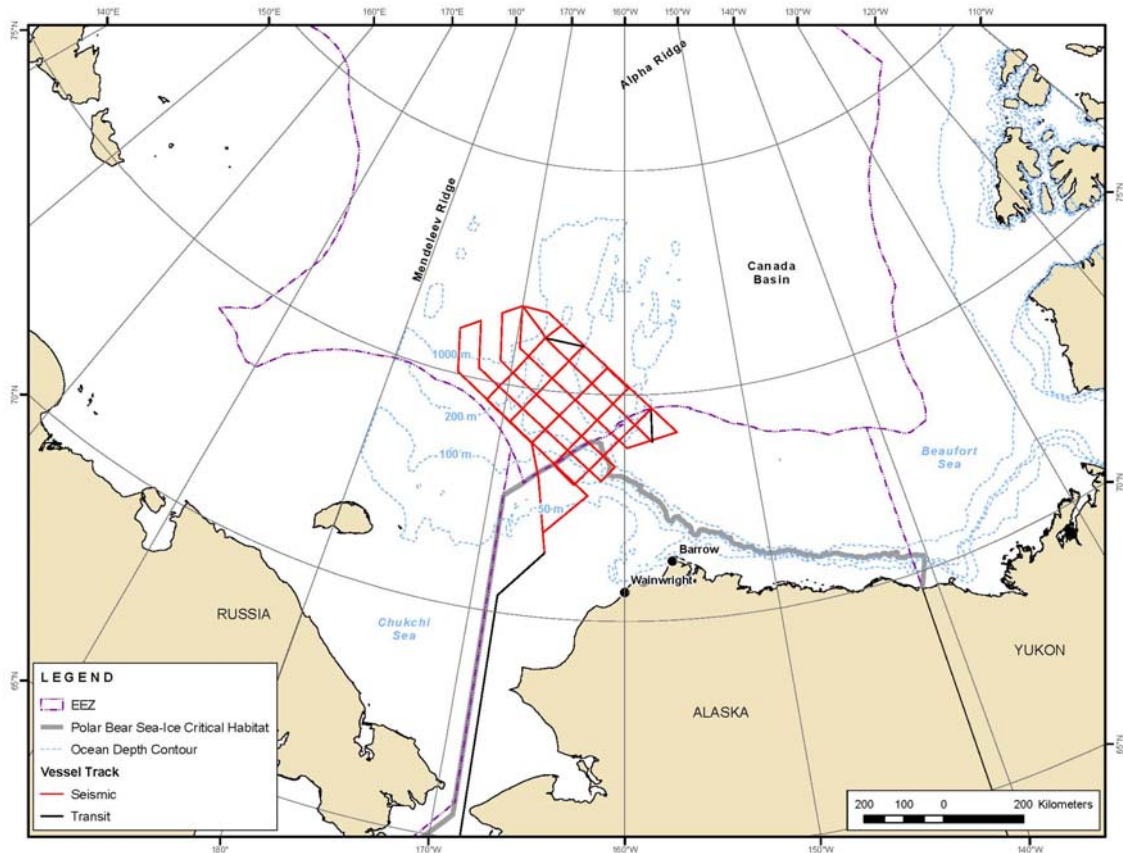 140°E
150°E
160°E
170°E
180°
170°W
160°W
150°W
140°W
130°W
120°W
110°W
75°N
75°N
Alpha Ridge
Mendeleev Ridge
Canada
Basin
1000 m
200 m
100 m
50 m
70°N
70°N
Beaufort
Sea
Barrow
Wainwright
RUSSIA
Chukchi
Sea
YUKON
ALASKA
65°N
65°N
LEGEND
EEZ
Polar Bear Sea-Ice Critical Habitat
Ocean Depth Contour
Vessel Track
Seismic
Transit
200 100 0 200 Kilometers
180°
170°W
160°W
150°W
140°W